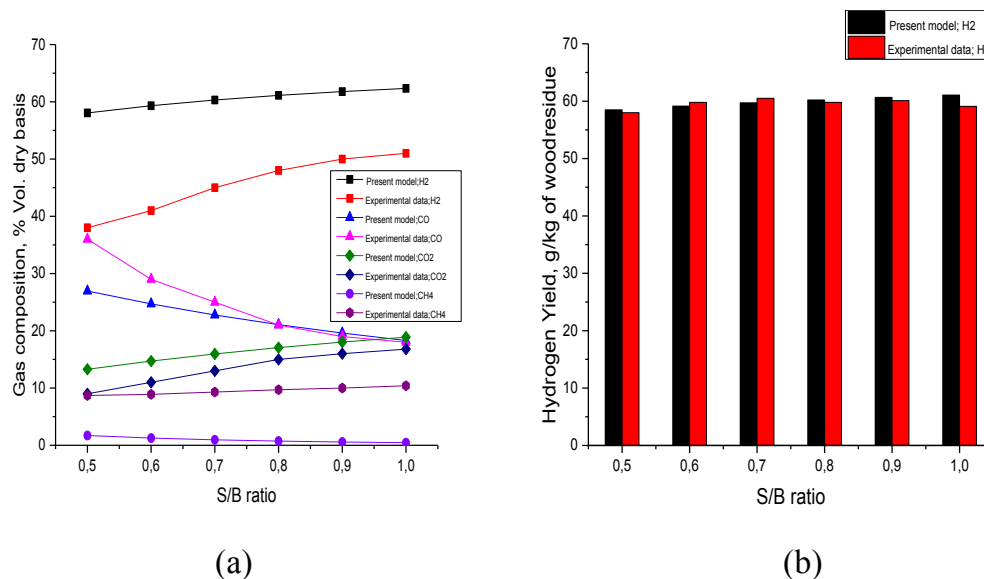 70
60
50
40
30
20
10
0
Gas composition, % Vol. dry basis
0,5 0,6 0,7 0,8 0,9 1,0
S/B ratio
Present model;H2
Experimental data;H2
Present model;CO
Experimental data;CO
Present model;CO2
Experimental data;CO2
Present model;CH4
Experimental data;CH4
(a)
Present model; H2
Experimental data; H
70
60
50
40
30
20
10
0
Hydrogen Yield, g/kg of woodresidue
0,5 0,6 0,7 0,8 0,9 1,0
S/B ratio
(b)